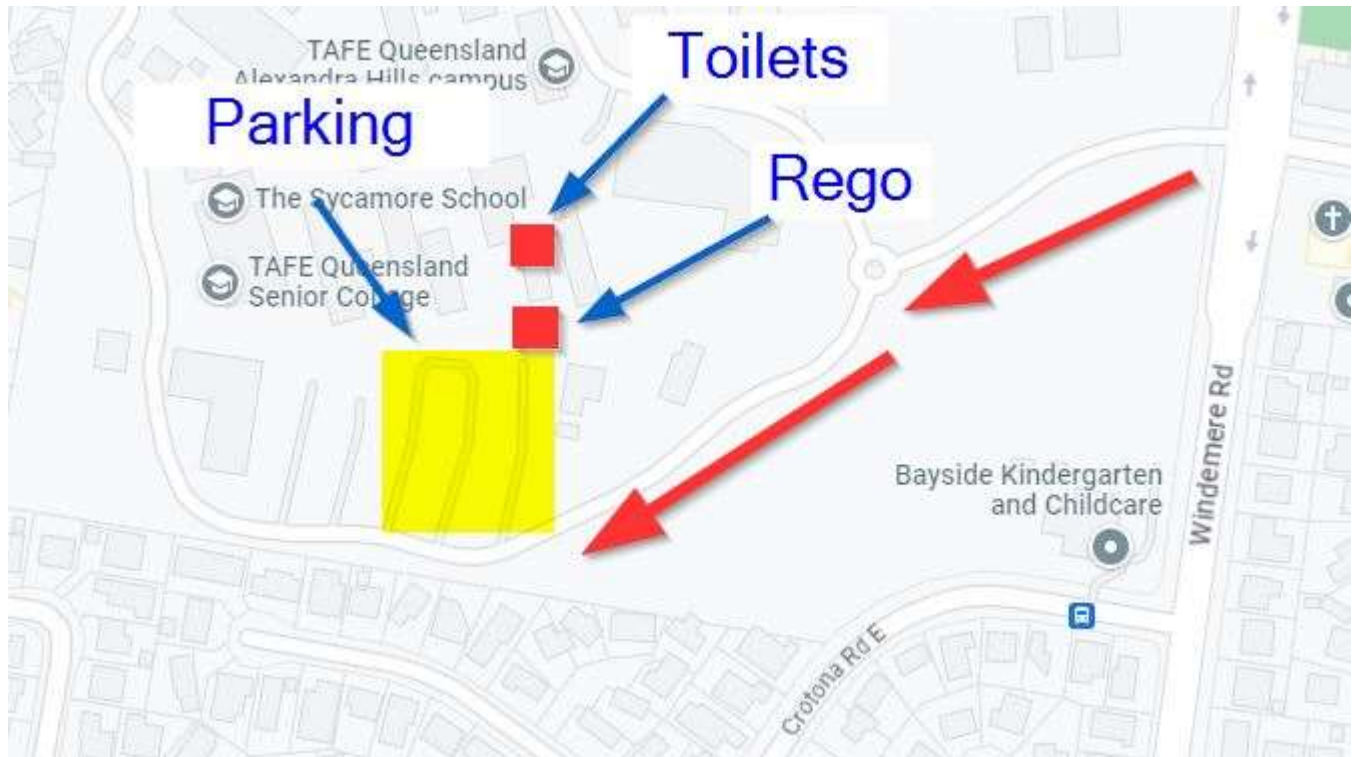 TAFE Queensland
Alexandra Hills campus
Toilets
Parking
Rego
The Sycamore School
TAFE Queensland
Senior College
Windemere Rd
Bayside Kindergarten
and Childcare
Crotona Rd E